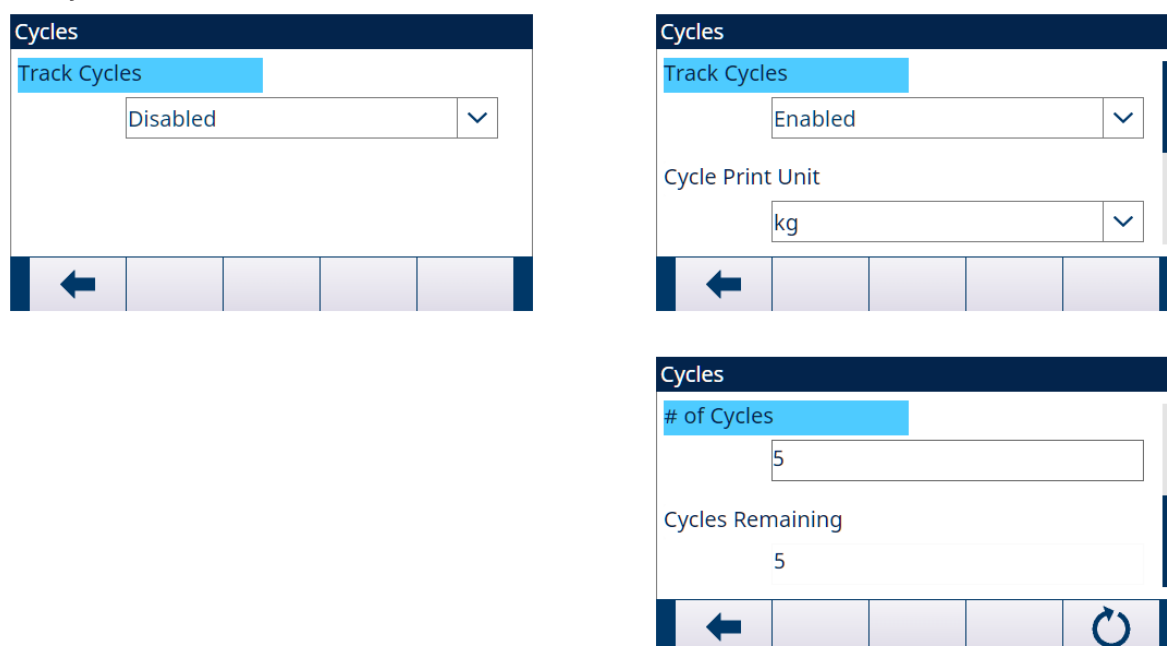 Cycles
Track Cycles
Disabled
Cycles
Track Cycles
Enabled
Cycle Print Unit
kg
Cycles
# of Cycles
5
Cycles Remaining
5